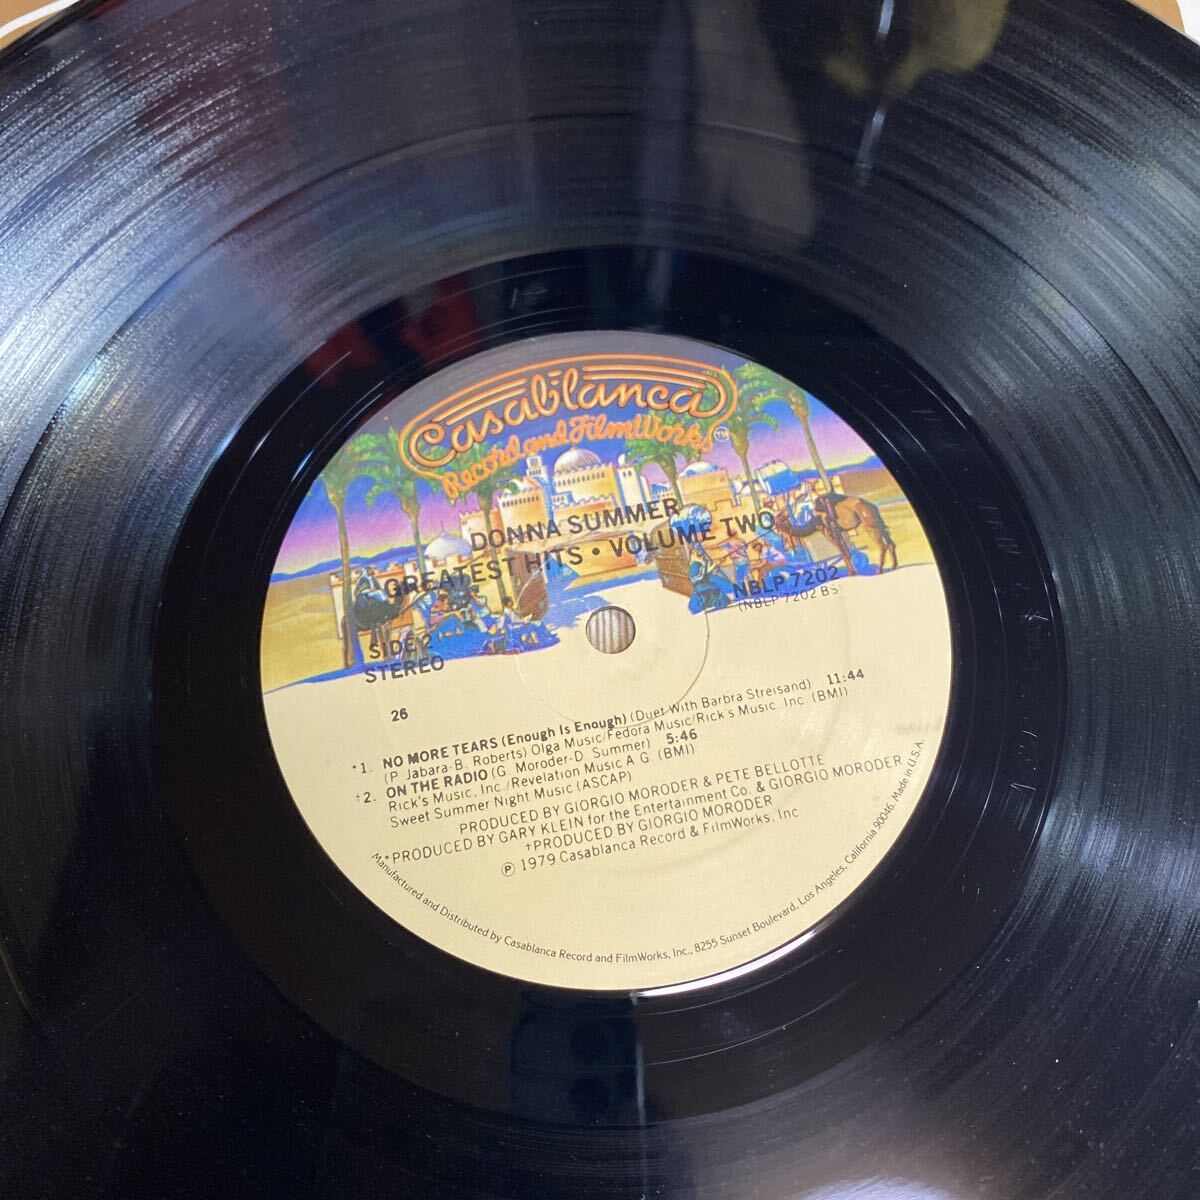 Casablanca
Record and FilmWorks™
DONNA SUMMER
GREATEST HITS • VOLUME TWO
NBLP 7202
(NBLP 7202 BS)
SIDE 2
STEREO
26
*1. NO MORE TEARS (Enough Is Enough) (Duet With Barbra Streisand) 11:44
(P. Jabara-B. Roberts) Olga Music/Fedora Music/Rick's Music. Inc. (BMI)
†2. ON THE RADIO (G. Moroder-D. Summer) 5:46
Rick's Music, Inc./Revelation Music A.G. (BMI)
Sweet Summer Night Music (ASCAP)
PRODUCED BY GIORGIO MORODER & PETE BELLOTTE
*PRODUCED BY GARY KLEIN for the Entertainment Co. & GIORGIO MORODER
†PRODUCED BY GIORGIO MORODER
℗ 1979 Casablanca Record & FilmWorks, Inc
Manufactured and Distributed by Casablanca Record and FilmWorks, Inc., 8255 Sunset Boulevard, Los Angeles, California 90046. Made in U.S.A.